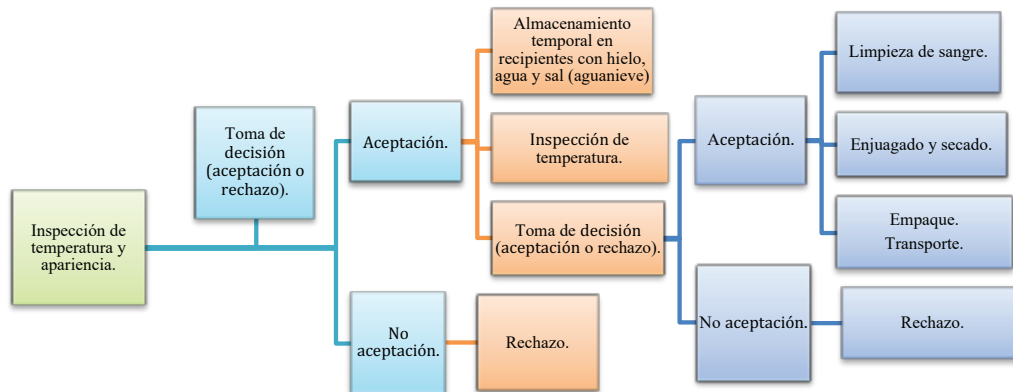 Inspección de
temperatura y
apariencia.
Toma de
decisión
(aceptación o
rechazo).
Aceptación.
Almacenamiento
temporal en
recipientes con hielo,
agua y sal (aguanieve)
Inspección de
temperatura.
Toma de decisión
(aceptación o rechazo).
Aceptación.
Limpieza de sangre.
Enjuagado y secado.
Empaque.
Transporte.
No aceptación.
Rechazo.
No
aceptación.
Rechazo.